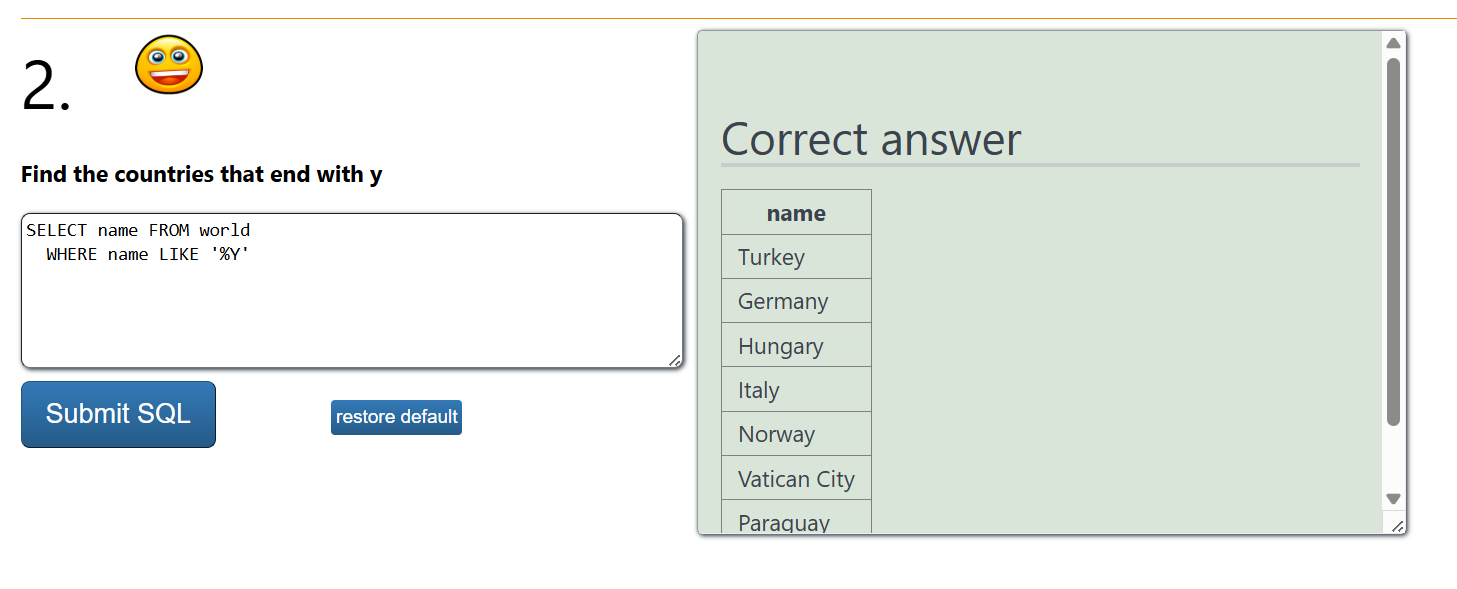 2.
Find the countries that end with y
SELECT name FROM world
WHERE name LIKE '%Y'
Submit SQL
restore default
Correct answer
name
Turkey
Germany
Hungary
Italy
Norway
Vatican City
Paraguay